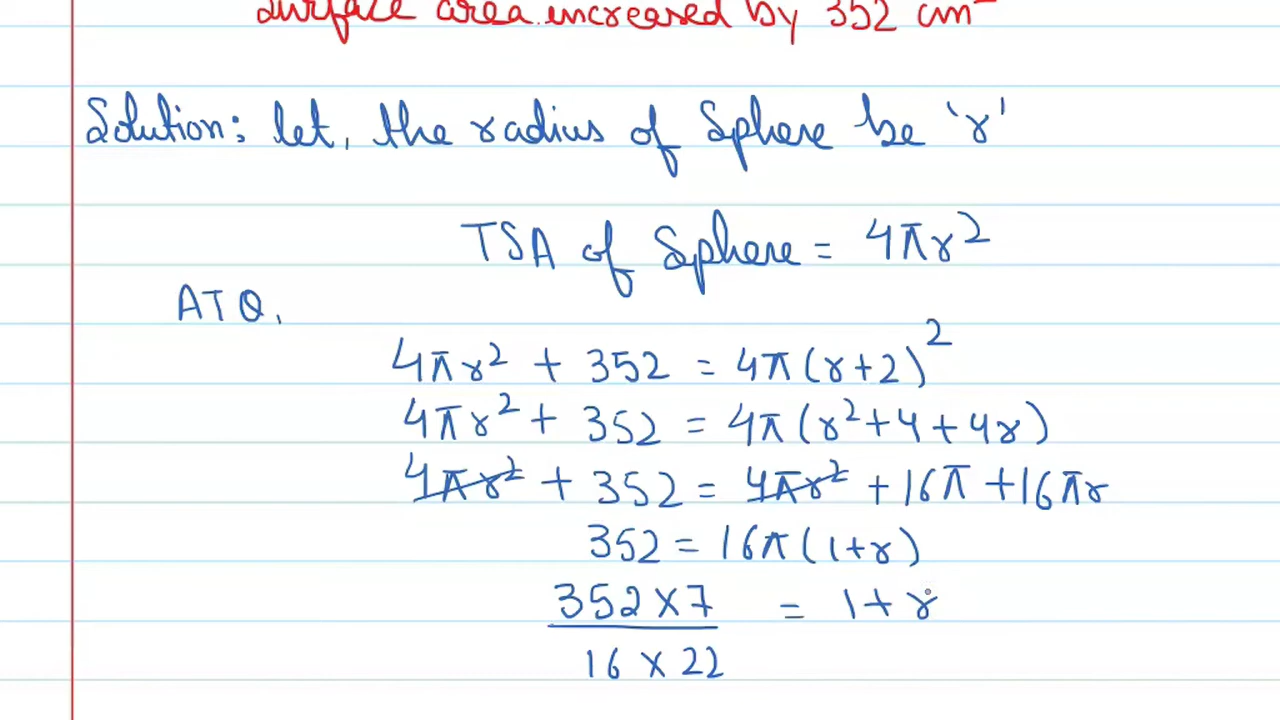 Surface area increased by 352 cm²
Solution: let, the radius of Sphere be 'r'
TSA of Sphere = 4πr²
ATQ,
4πr² + 352 = 4π(r+2)²
4πr² + 352 = 4π(r²+4+4r)
4πr² + 352 = 4πr² + 16π + 16πr
352 = 16π(1+r)
352 × 7 / 16 × 22 = 1 + r